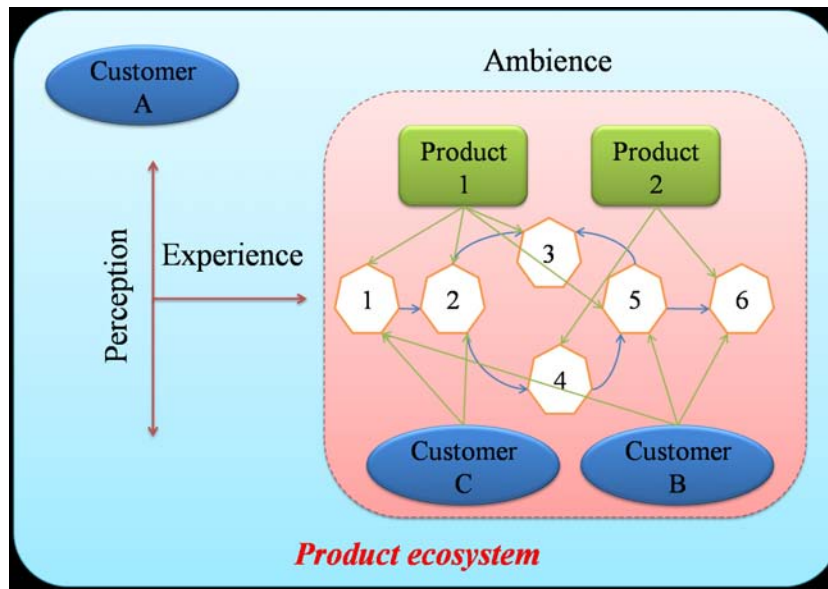 Customer
A
Ambience
Product
1
Product
2
Perception
Experience
3
1
2
5
6
4
Customer
C
Customer
B
Product ecosystem